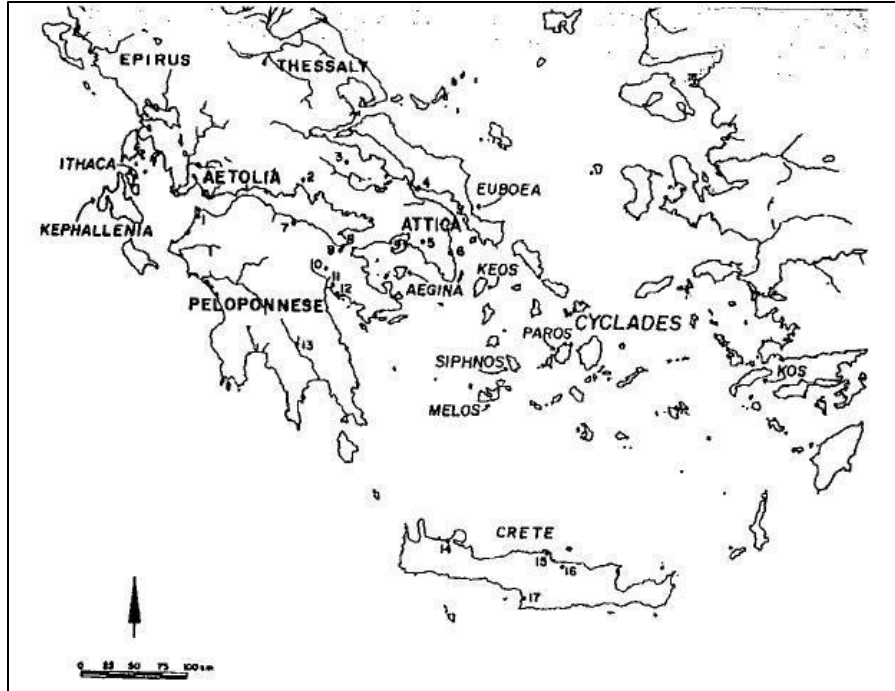 EPIRUS
THESSALY
ITHACA
AETOLIA
KEPHALLENIA
EUBOEA
ATTICA
KEOS
AEGINA
PELOPONNESE
CYCLADES
PAROS
SIPHNOS
MELOS
KOS
CRETE
1
2
3
4
5
6
7
8
9
10
11
12
13
14
15
16
17
0 25 50 75 100 KM